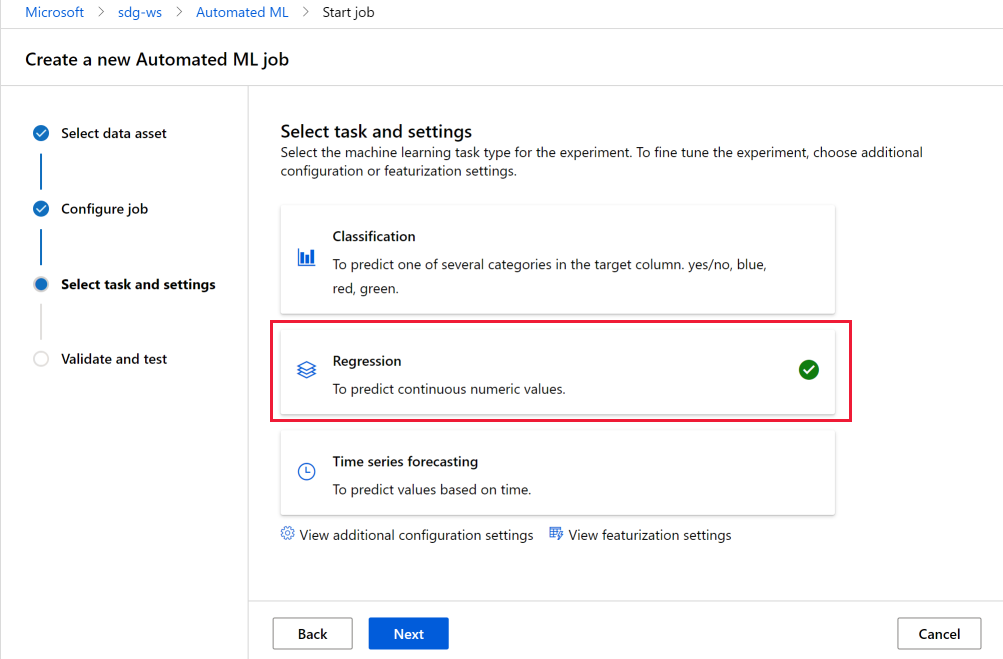 Microsoft > sdg-ws > Automated ML > Start job
Create a new Automated ML job
Select data asset
Configure job
Select task and settings
Validate and test
Select task and settings
Select the machine learning task type for the experiment. To fine tune the experiment, choose additional
configuration or featurization settings.
Classification
To predict one of several categories in the target column. yes/no, blue,
red, green.
Regression
To predict continuous numeric values.
Time series forecasting
To predict values based on time.
View additional configuration settings View featurization settings
Back Next Cancel